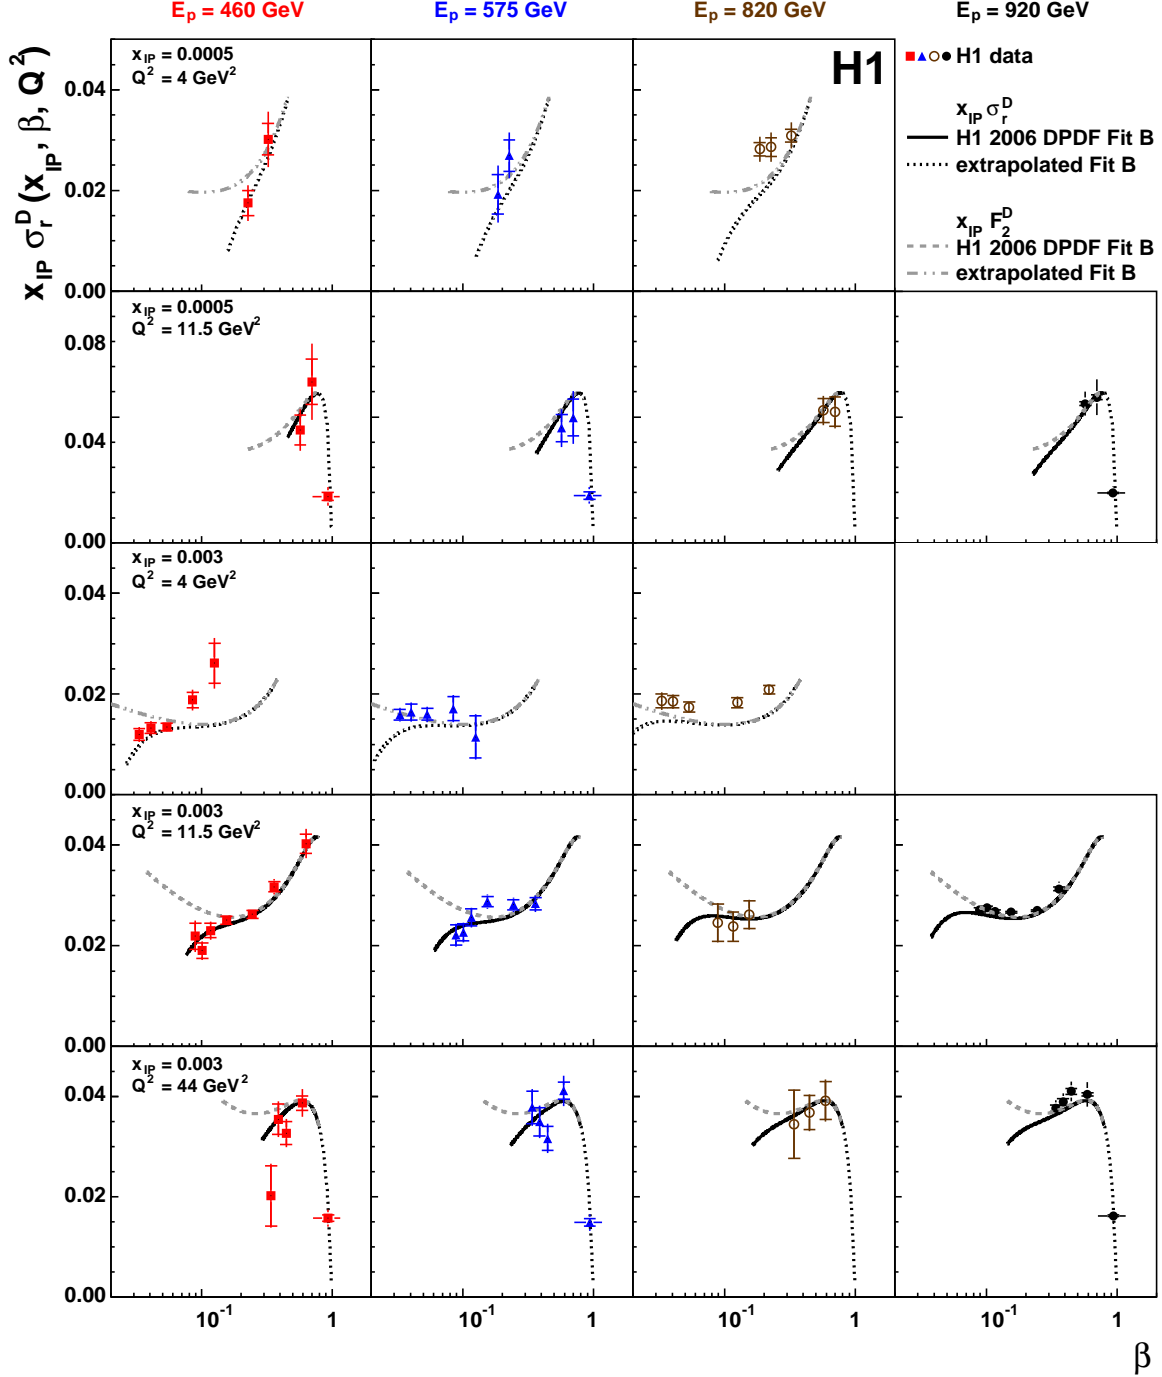 E_p = 460 GeV E_p = 575 GeV E_p = 820 GeV E_p = 920 GeV
x_IP σ_r^D (x_IP, β, Q^2)
x_IP = 0.0005
Q^2 = 4 GeV^2
H1
H1 data
x_IP σ_r^D
H1 2006 DPDF Fit B
extrapolated Fit B
x_IP F_2^D
H1 2006 DPDF Fit B
extrapolated Fit B
0.04
0.02
0.00
x_IP = 0.0005
Q^2 = 11.5 GeV^2
0.08
0.04
0.00
x_IP = 0.003
Q^2 = 4 GeV^2
0.04
0.02
0.00
x_IP = 0.003
Q^2 = 11.5 GeV^2
0.04
0.02
0.00
x_IP = 0.003
Q^2 = 44 GeV^2
0.04
0.02
0.00
10^-1 1 10^-1 1 10^-1 1 10^-1 1
β